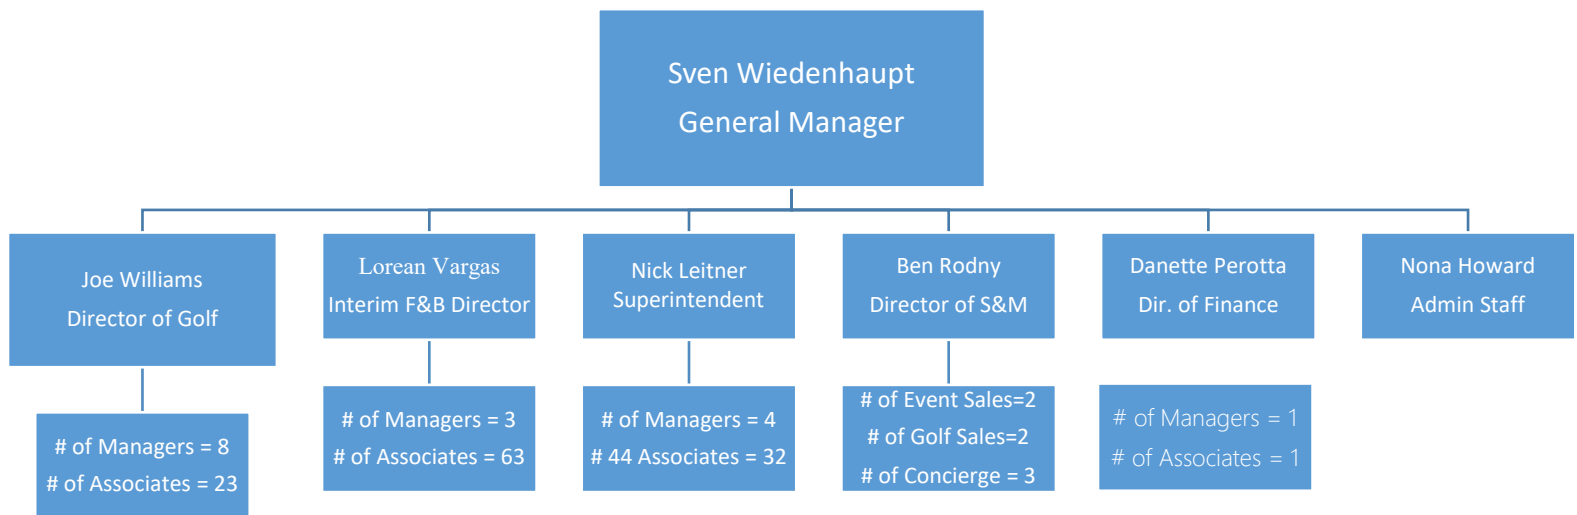 Sven Wiedenhaupt
General Manager
Joe Williams
Director of Golf
Lorean Vargas
Interim F&B Director
Nick Leitner
Superintendent
Ben Rodny
Director of S&M
Danette Perotta
Dir. of Finance
Nona Howard
Admin Staff
# of Managers = 8
# of Associates = 23
# of Managers = 3
# of Associates = 63
# of Managers = 4
# 44 Associates = 32
# of Event Sales=2
# of Golf Sales=2
# of Concierge = 3
# of Managers = 1
# of Associates = 1